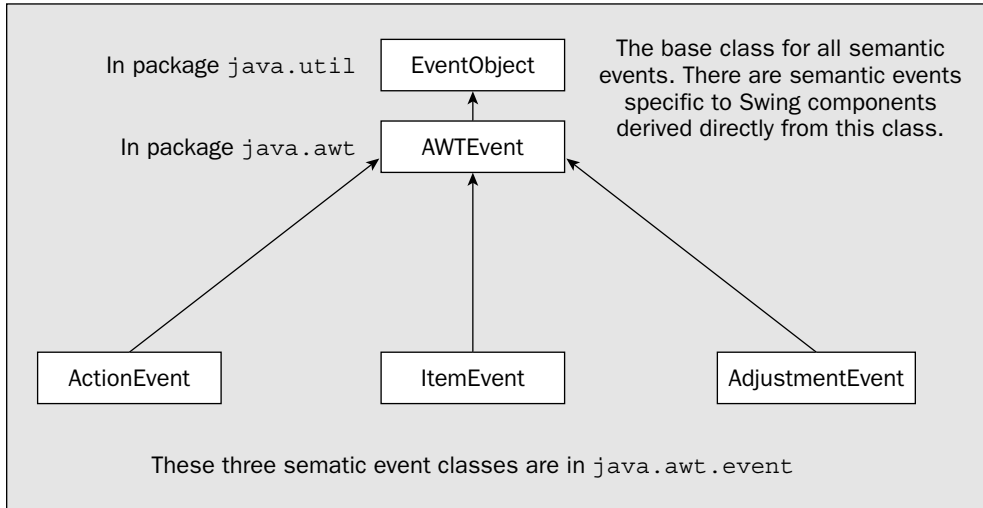 In package java.util
EventObject
The base class for all semantic
events. There are semantic events
specific to Swing components
derived directly from this class.
In package java.awt
AWTEvent
ActionEvent
ItemEvent
AdjustmentEvent
These three sematic event classes are in java.awt.event